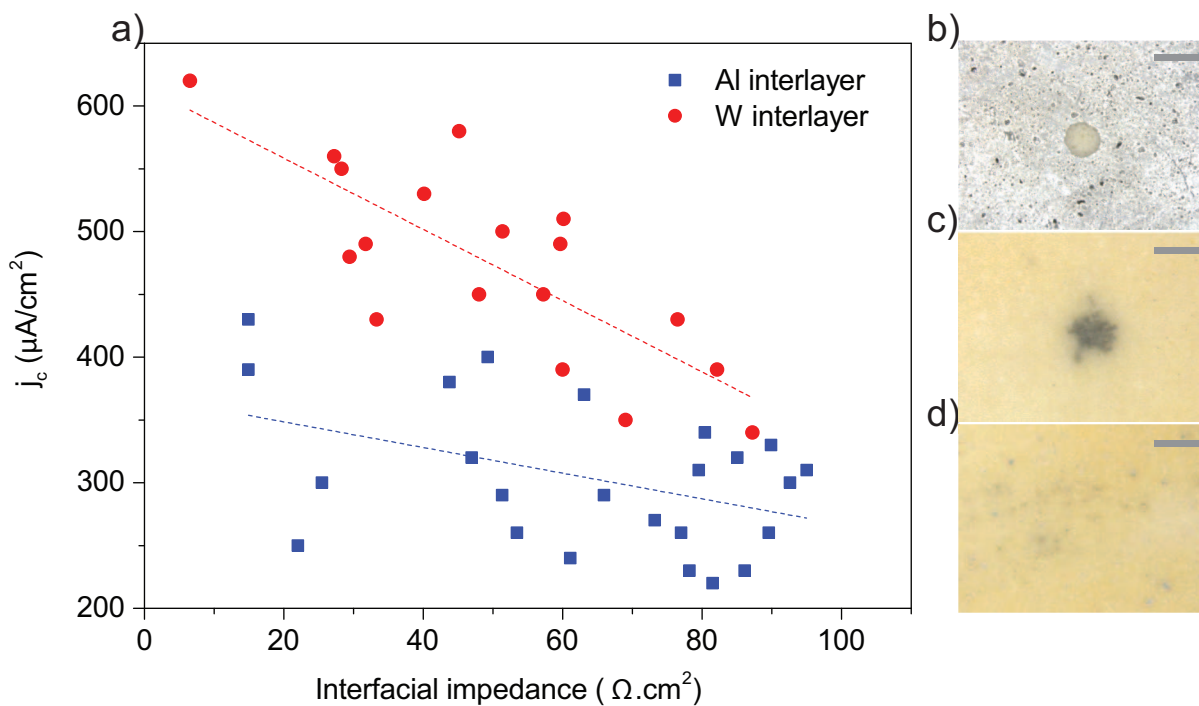 a)
b)
c)
d)
600
500
400
300
200
0
20
40
60
80
100
j_c (µA/cm²)
Interfacial impedance ( Ω.cm²)
Al interlayer
W interlayer